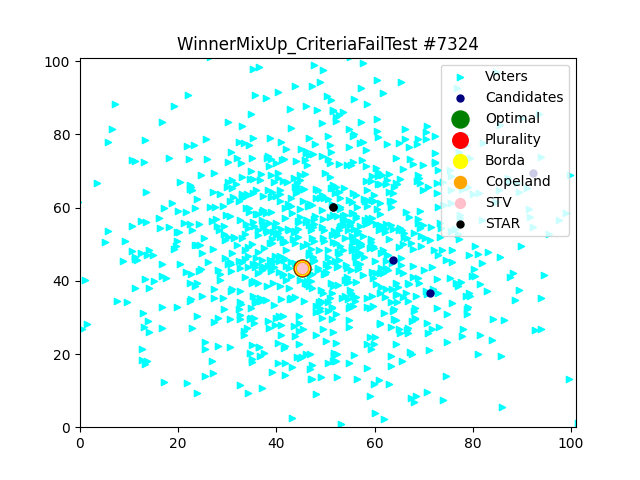 WinnerMixUp_CriteriaFailTest #7324
100
80
60
40
20
0
0 20 40 60 80 100
Voters
Candidates
Optimal
Plurality
Borda
Copeland
STV
STAR